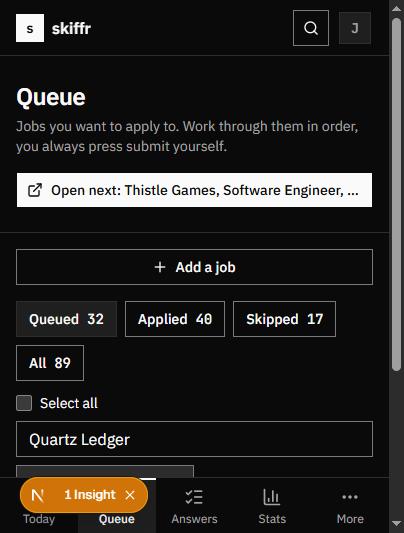 s skiffr J
Queue
Jobs you want to apply to. Work through them in order,
you always press submit yourself.
Open next: Thistle Games, Software Engineer, ...
+ Add a job
Queued 32 Applied 40 Skipped 17
All 89
Select all
Quartz Ledger
N 1 Insight ×
Today Queue Answers Stats More